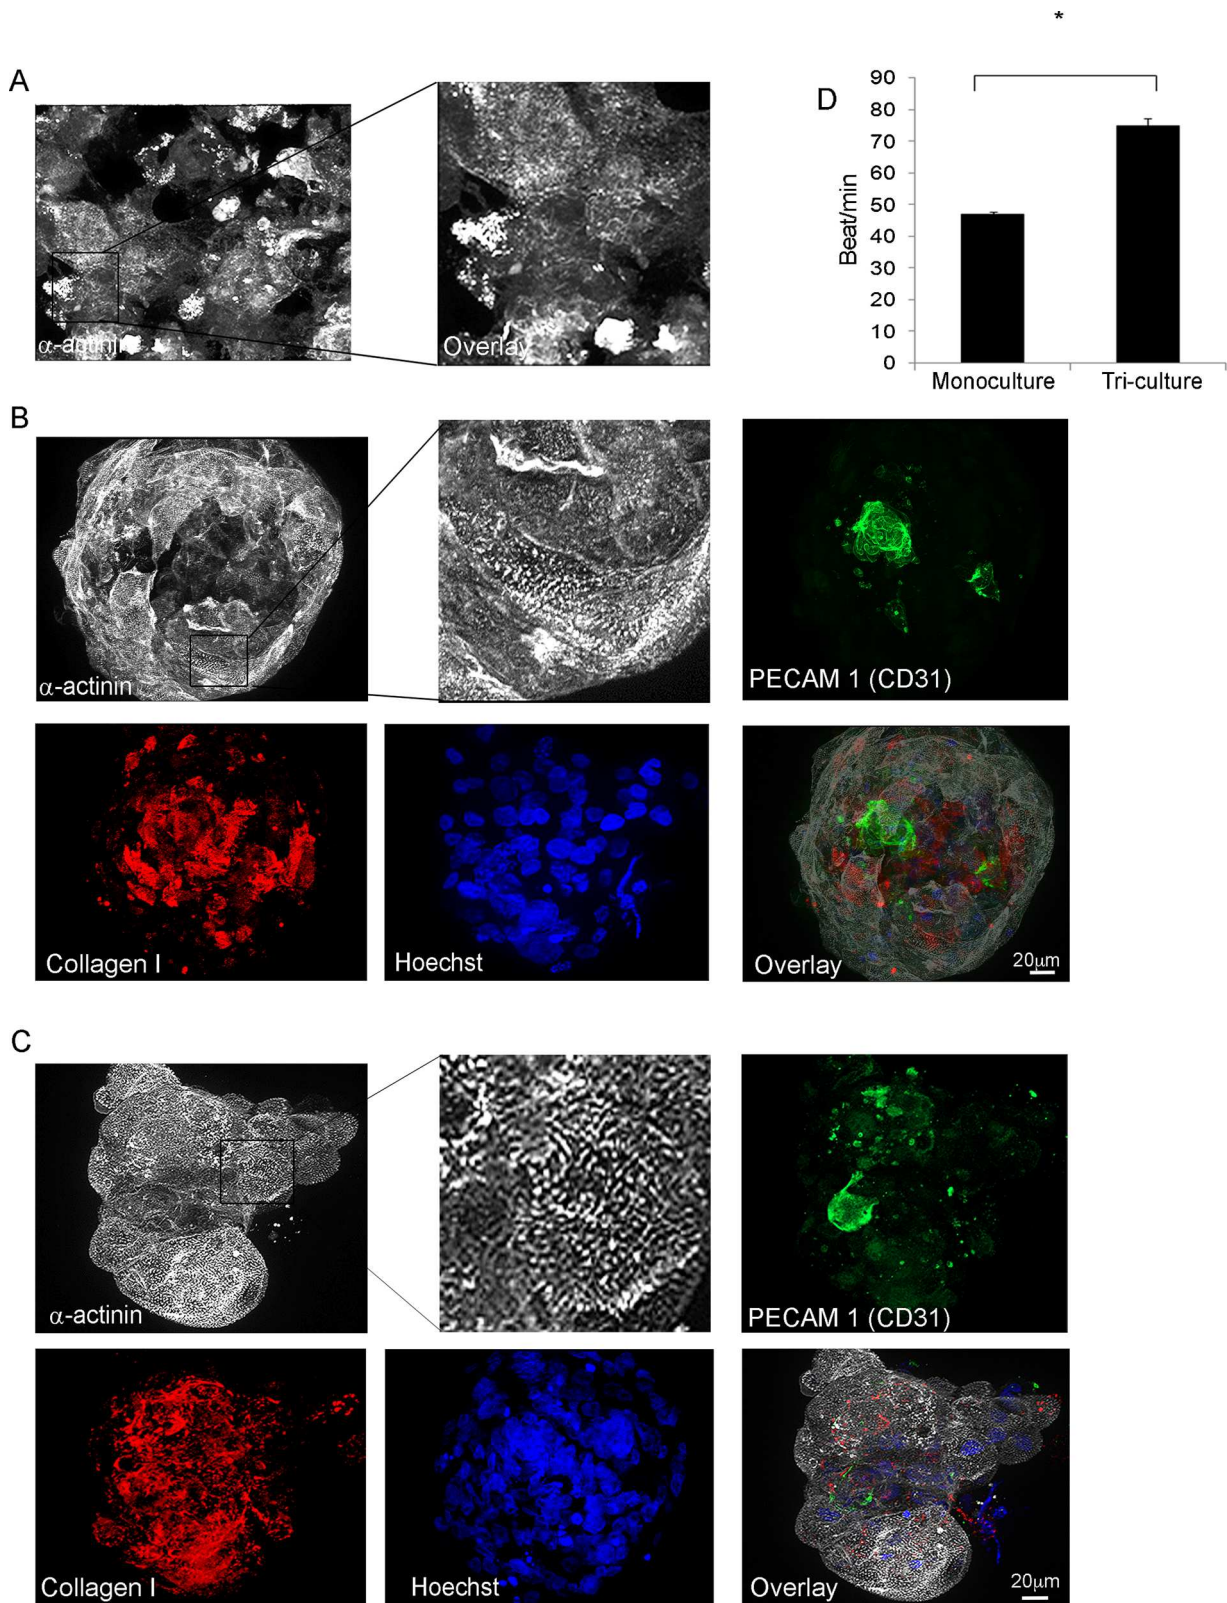 *
A
α-actinin
Overlay
D
Beat/min
90
80
70
60
50
40
30
20
10
0
Monoculture
Tri-culture
B
α-actinin
PECAM 1 (CD31)
Collagen I
Hoechst
Overlay
20μm
C
α-actinin
PECAM 1 (CD31)
Collagen I
Hoechst
Overlay
20μm